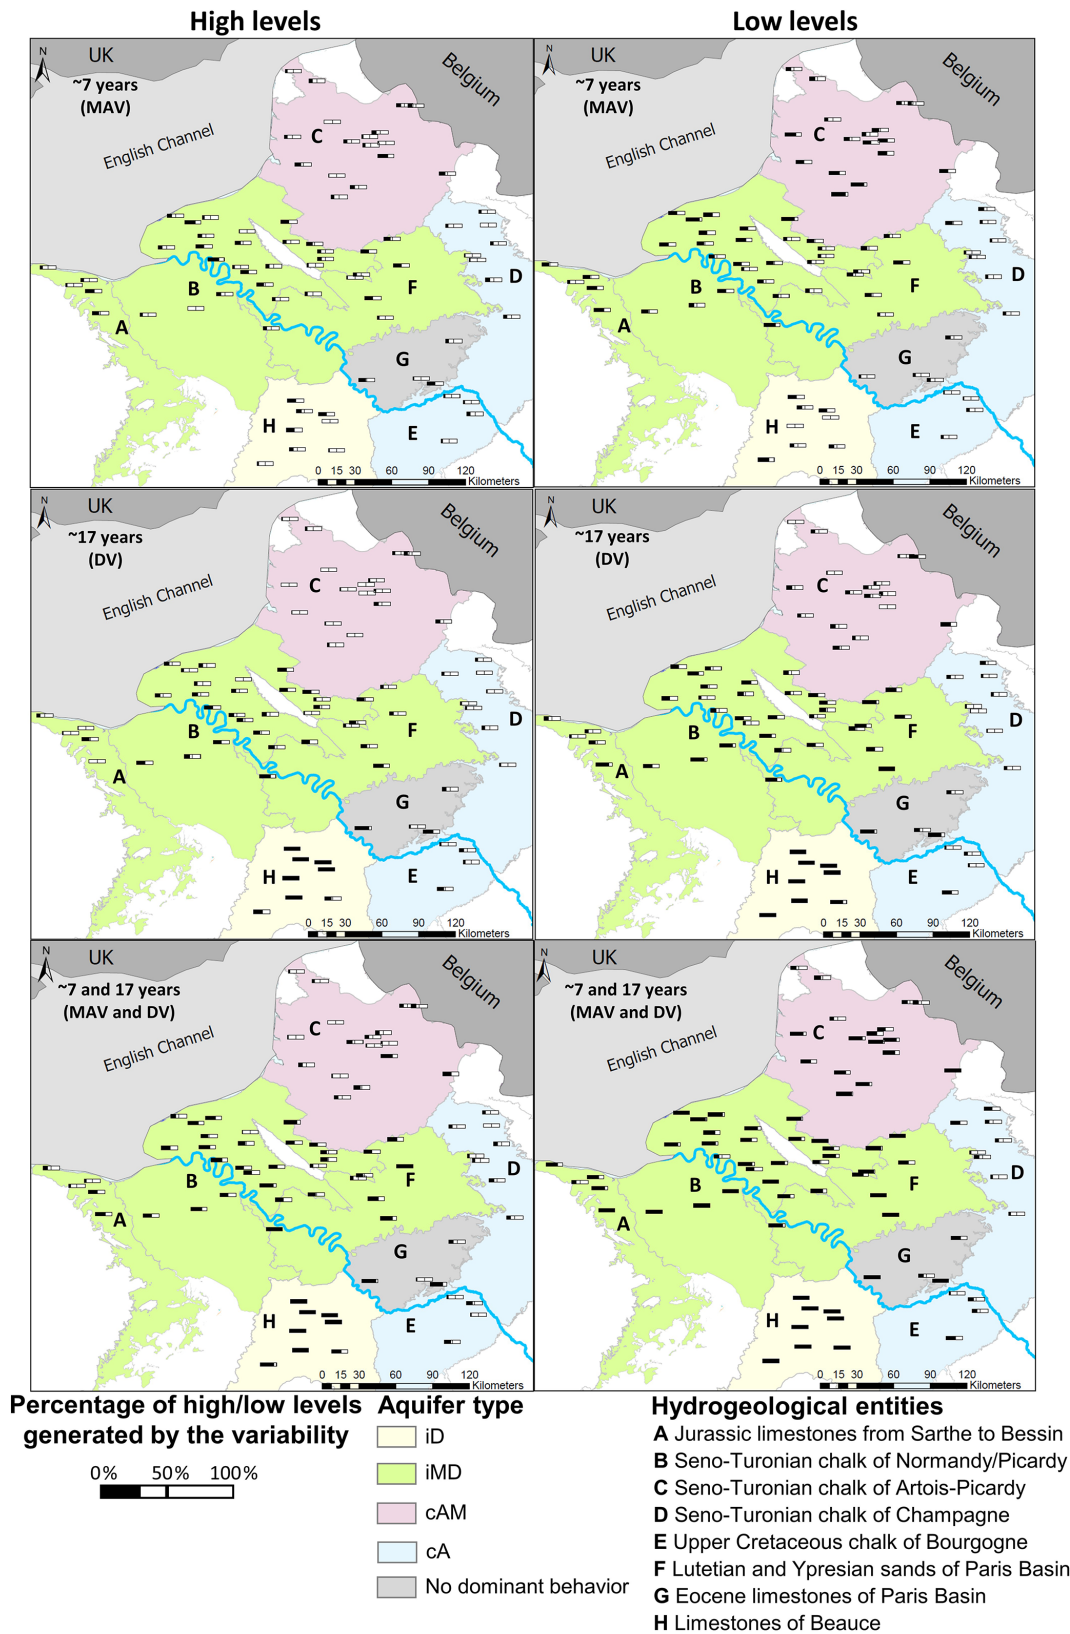 High levels
Low levels
N
UK
~7 years
(MAV)
English Channel
Belgium
C
B
A
F
D
G
H
E
0 15 30 60 90 120
Kilometers
N
UK
~7 years
(MAV)
English Channel
Belgium
C
B
A
F
D
G
H
E
0 15 30 60 90 120
Kilometers
N
UK
~17 years
(DV)
English Channel
Belgium
C
B
A
F
D
G
H
E
0 15 30 60 90 120
Kilometers
N
UK
~17 years
(DV)
English Channel
Belgium
C
B
A
F
D
G
H
E
0 15 30 60 90 120
Kilometers
N
UK
~7 and 17 years
(MAV and DV)
English Channel
Belgium
C
B
A
F
D
G
H
E
0 15 30 60 90 120
Kilometers
N
UK
~7 and 17 years
(MAV and DV)
English Channel
Belgium
C
B
A
F
D
G
H
E
0 15 30 60 90 120
Kilometers
Percentage of high/low levels
generated by the variability
0% 50% 100%
Aquifer type
iD
iMD
cAM
cA
No dominant behavior
Hydrogeological entities
A Jurassic limestones from Sarthe to Bessin
B Seno-Turonian chalk of Normandy/Picardy
C Seno-Turonian chalk of Artois-Picardy
D Seno-Turonian chalk of Champagne
E Upper Cretaceous chalk of Bourgogne
F Lutetian and Ypresian sands of Paris Basin
G Eocene limestones of Paris Basin
H Limestones of Beauce